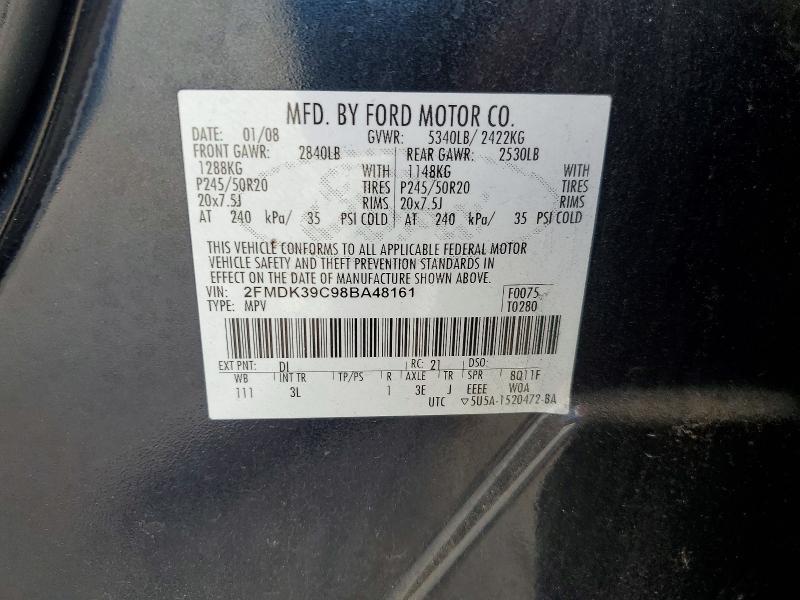 MFD. BY FORD MOTOR CO.
DATE: 01/08 GVWR: 5340LB/ 2422KG
FRONT GAWR: 2840LB REAR GAWR: 2530LB
1288KG WITH 1148KG WITH
P245/50R20 TIRES P245/50R20 TIRES
20x7.5J RIMS 20x7.5J RIMS
AT 240 kPa/ 35 PSI COLD AT 240 kPa/ 35 PSI COLD
THIS VEHICLE CONFORMS TO ALL APPLICABLE FEDERAL MOTOR
VEHICLE SAFETY AND THEFT PREVENTION STANDARDS IN
EFFECT ON THE DATE OF MANUFACTURE SHOWN ABOVE.
VIN: 2FMDK39C98BA48161 F0075
TYPE: MPV T0280
EXT PNT: DI RC: 21 DSO:
WB INT TR TP/PS R AXLE TR SPR 8Q11F
111 3L 1 3E J EEEE W0A
UTC ▽5U5A-1520472-BA